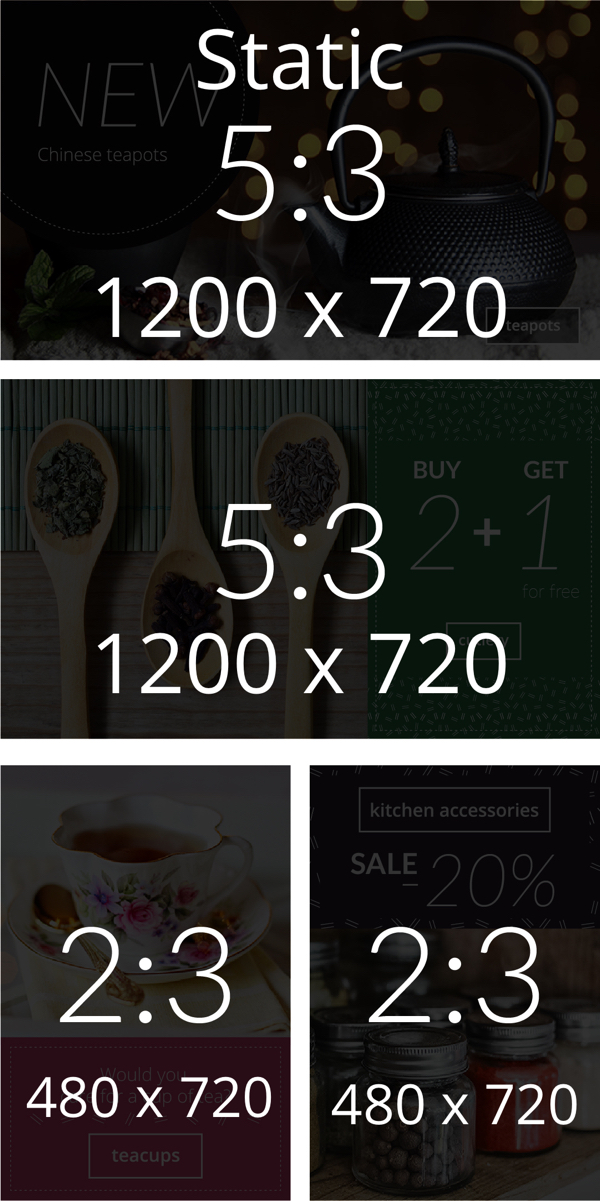 Static
NEW
Chinese teapots
5:3
1200 x 720
teapots
BUY GET
2 + 1
for free
5:3
1200 x 720
kitchen accessories
SALE
-20%
2:3
2:3
Would you
for a cup of tea
480 x 720
480 x 720
teacups